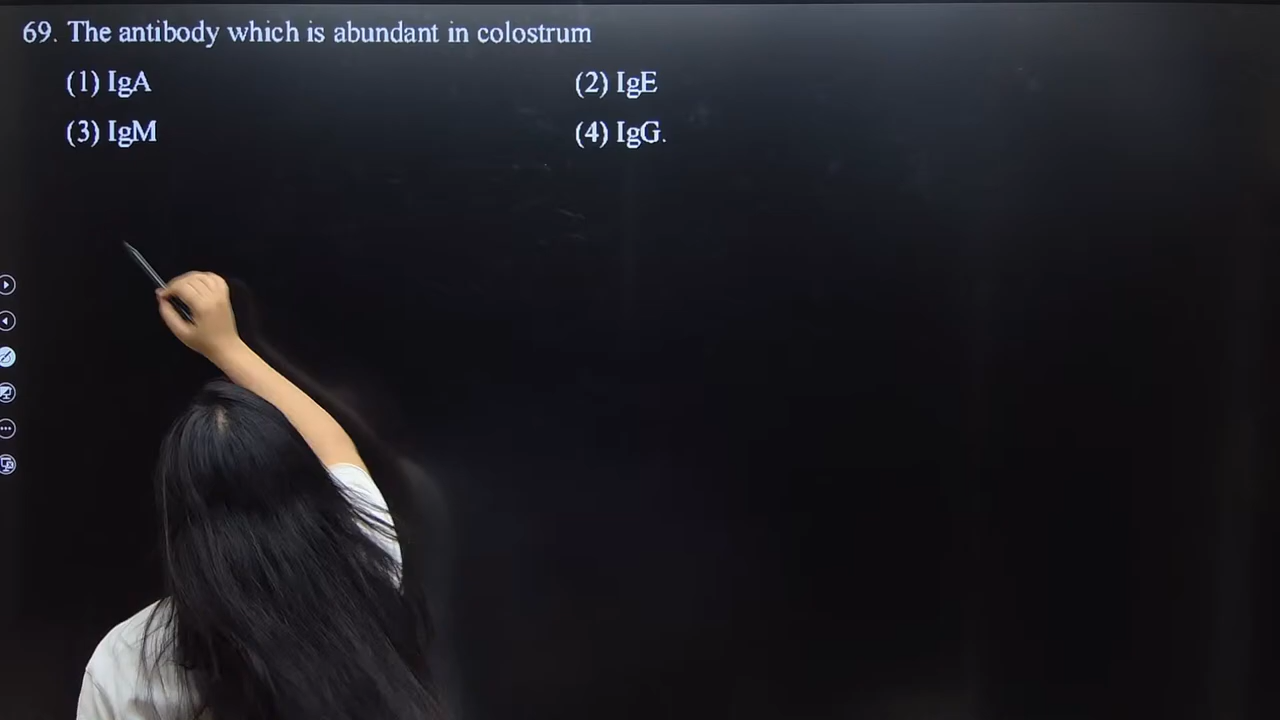 69. The antibody which is abundant in colostrum
(1) IgA (2) IgE
(3) IgM (4) IgG.